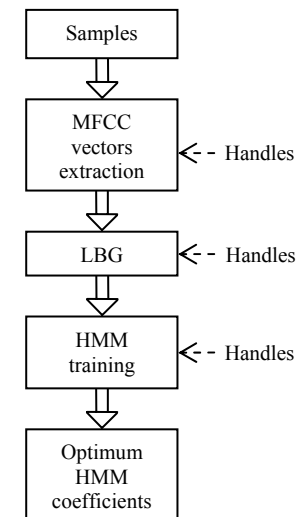 Samples
MFCC
vectors
extraction
Handles
LBG
Handles
HMM
training
Handles
Optimum
HMM
coefficients